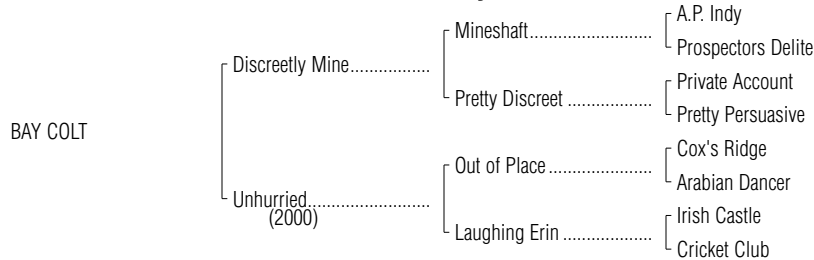 A.P. Indy
Mineshaft..........................
Prospectors Delite
Discreetly Mine.................
Private Account
Pretty Discreet ..................
Pretty Persuasive
BAY COLT
Cox's Ridge
Out of Place ......................
Arabian Dancer
Unhurried..........................
(2000)
Irish Castle
Laughing Erin ...................
Cricket Club